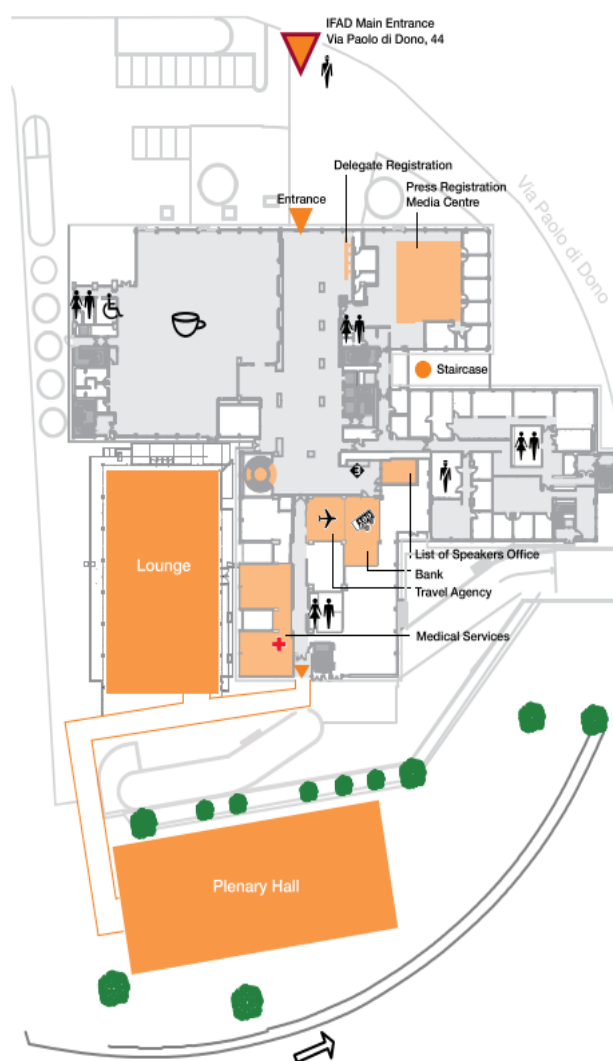 IFAD Main Entrance
Via Paolo di Dono, 44
Delegate Registration
Press Registration
Media Centre
Entrance
Via Paolo di Dono
Staircase
3
List of Speakers Office
Bank
Travel Agency
Lounge
Medical Services
Plenary Hall